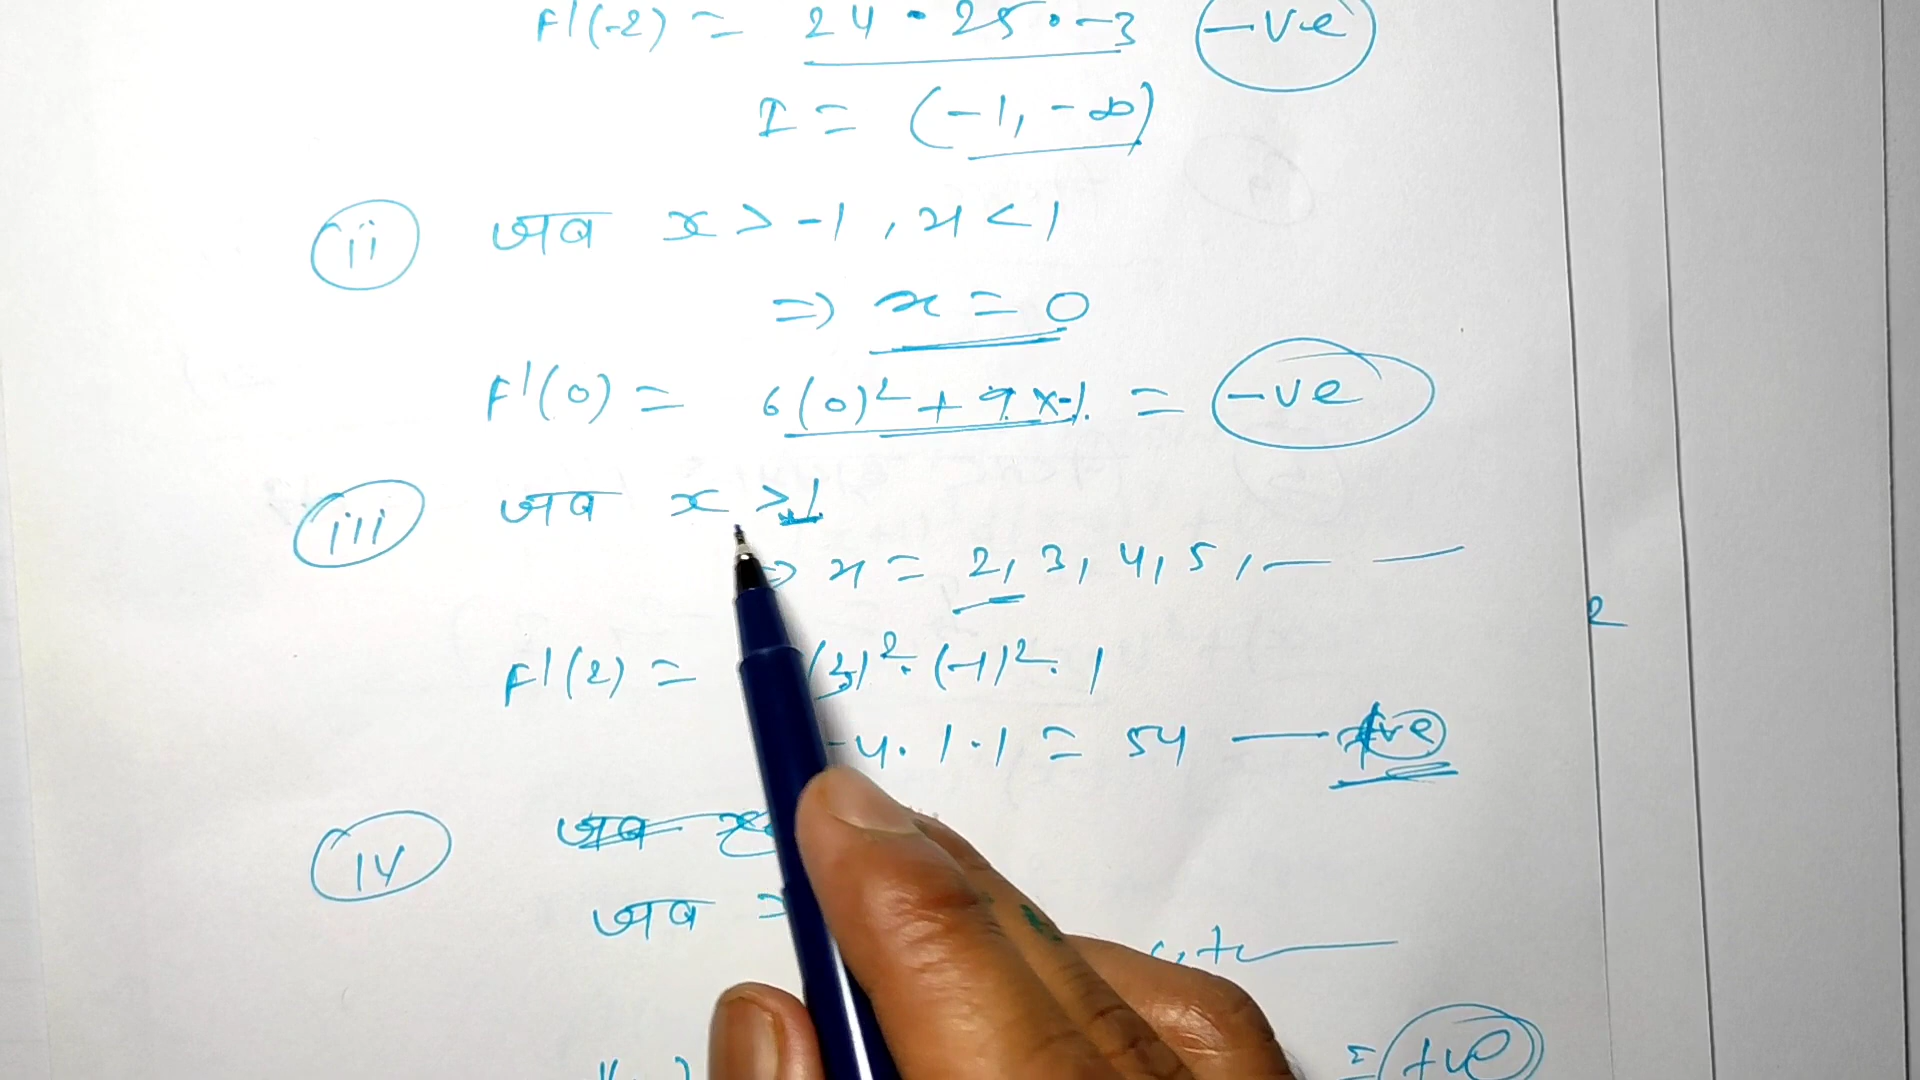 F'(-2) = 24 · 25 · -3 -ve
I = (-1, -∞)
ii जब x > -1, x < 1
=> x = 0
F'(0) = 6(0)² + 9 x -1 = -ve
iii जब x > 1
=> x = 2, 3, 4, 5, — —
2
F'(2) = (3)² · (-1)² · 1
4 · 1 · 1 = 54 — +ve
iv जब x
जब
= +ve